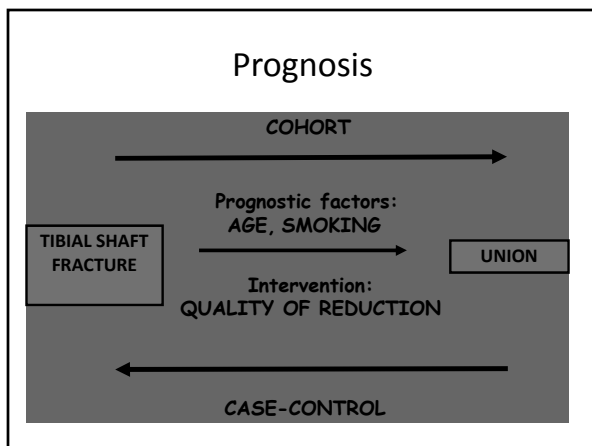 Prognosis
COHORT
Prognostic factors:
AGE, SMOKING
TIBIAL SHAFT
FRACTURE
UNION
Intervention:
QUALITY OF REDUCTION
CASE-CONTROL